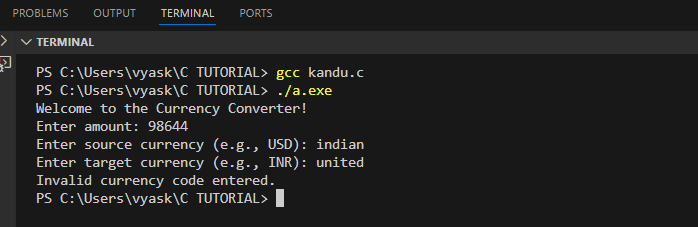 PROBLEMS OUTPUT TERMINAL PORTS
TERMINAL
PS C:\Users\vyask\C TUTORIAL> gcc kandu.c
PS C:\Users\vyask\C TUTORIAL> ./a.exe
Welcome to the Currency Converter!
Enter amount: 98644
Enter source currency (e.g., USD): indian
Enter target currency (e.g., INR): united
Invalid currency code entered.
PS C:\Users\vyask\C TUTORIAL>